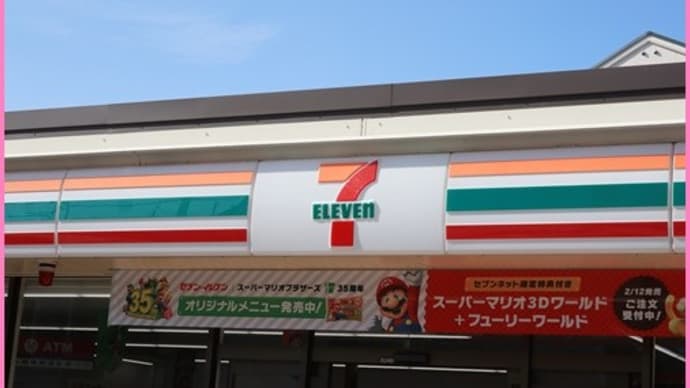 7
ELEVEn
セブン-イレブン スーパーマリオブラザーズ 35周年
35
オリジナルメニュー発売中!
セブンネット限定特典付き
スーパーマリオ3Dワールド
+フューリーワールド
2/12発売
ご注文
受付中!
ATM